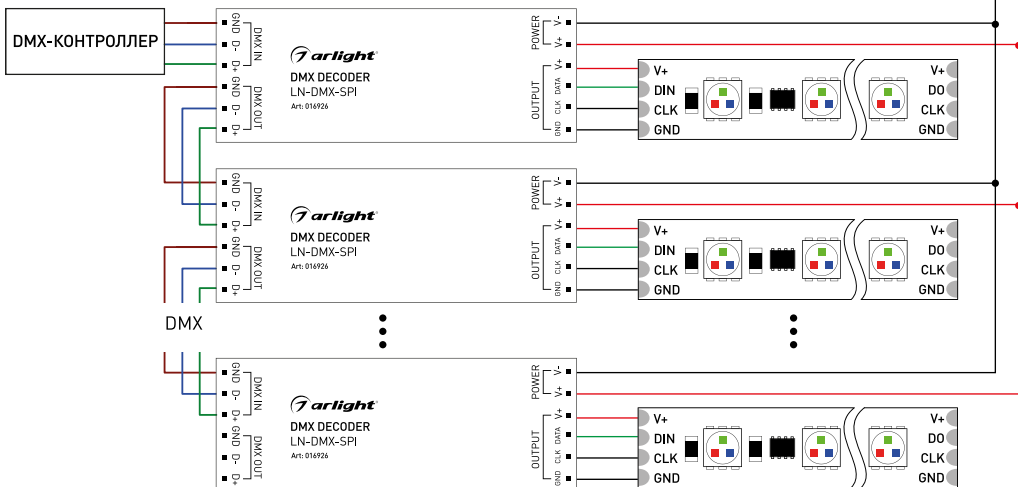 DMX-КОНТРОЛЛЕР
GND
D-
D+
DMX IN
GND
D-
D+
DMX OUT
arlight
DMX DECODER
LN-DMX-SPI
Art: 016926
POWER
V-
V+
OUTPUT
V+
DATA
CLK
GND
V+
DIN
CLK
GND
V+
DO
CLK
GND
GND
D-
D+
DMX IN
GND
D-
D+
DMX OUT
arlight
DMX DECODER
LN-DMX-SPI
Art: 016926
POWER
V-
V+
OUTPUT
V+
DATA
CLK
GND
V+
DIN
CLK
GND
V+
DO
CLK
GND
DMX
GND
D-
D+
DMX IN
GND
D-
D+
DMX OUT
arlight
DMX DECODER
LN-DMX-SPI
Art: 016926
POWER
V-
V+
OUTPUT
V+
DATA
CLK
GND
V+
DIN
CLK
GND
V+
DO
CLK
GND